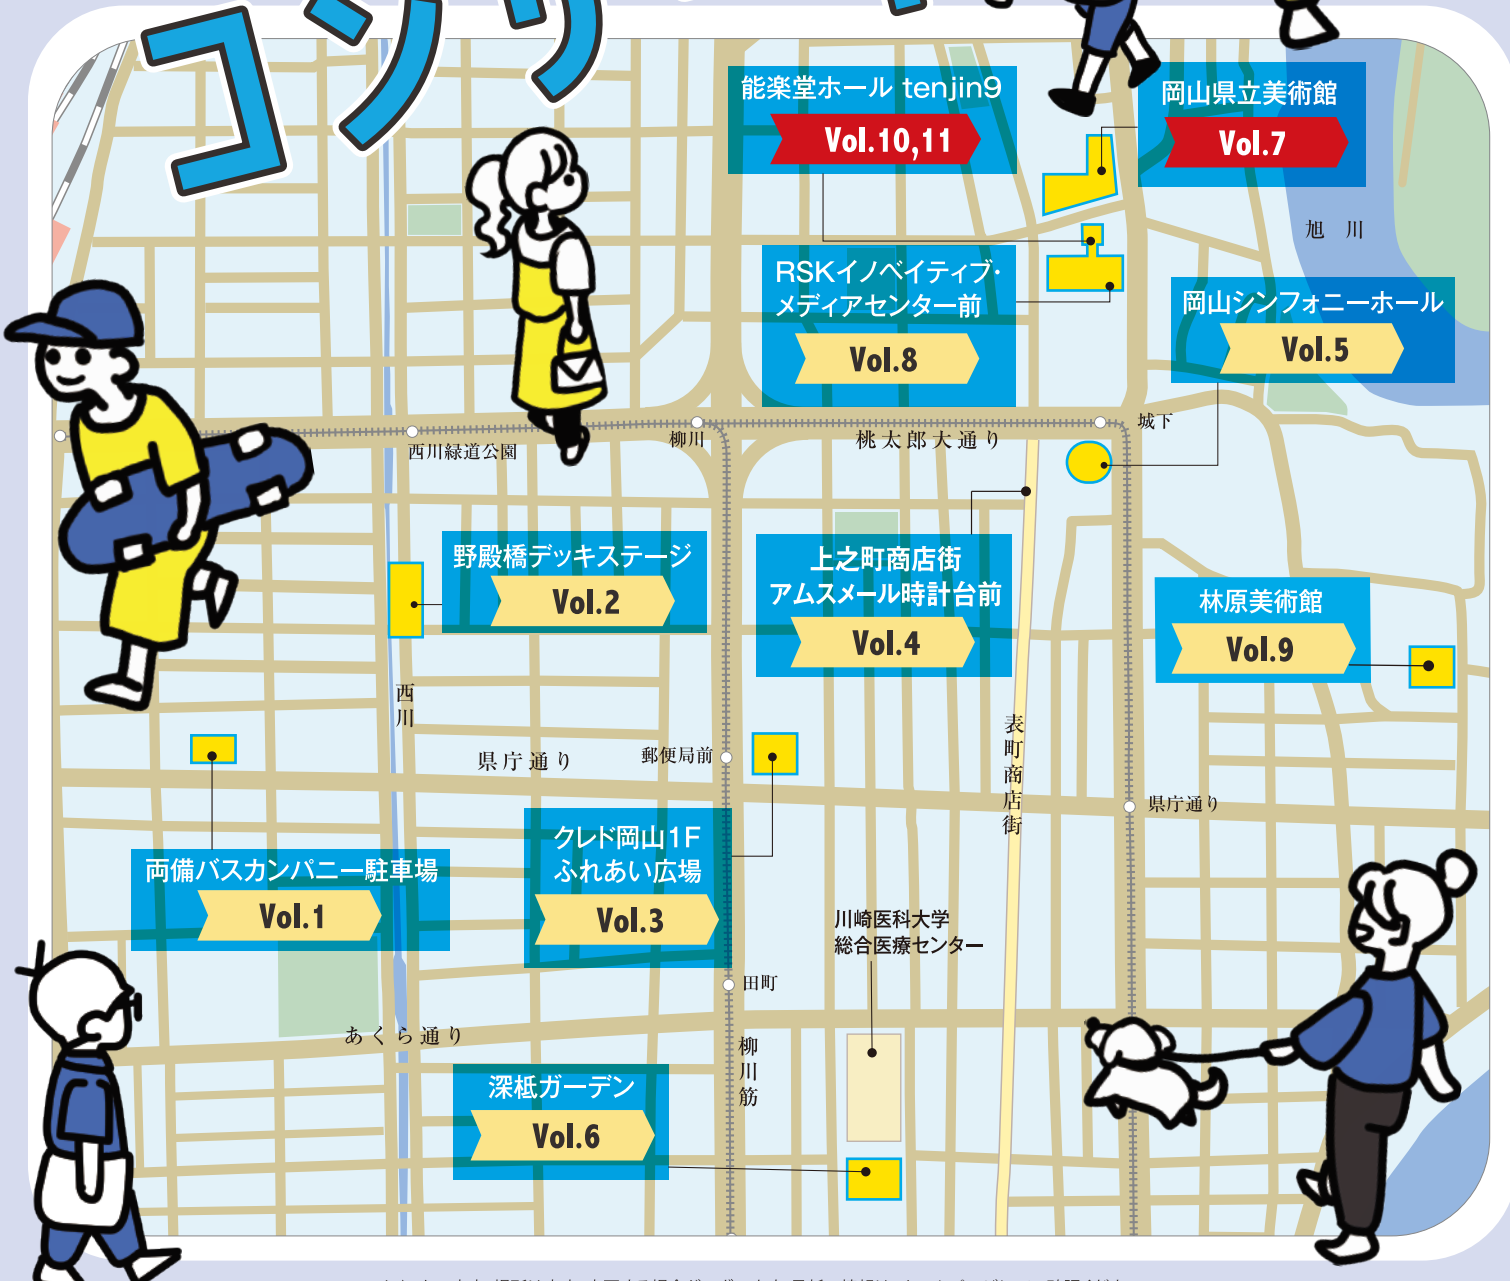 コン
能楽堂ホール tenjin9
Vol.10,11
岡山県立美術館
Vol.7
旭川
RSKイノベイティブ・
メディアセンター前
Vol.8
岡山シンフォニーホール
Vol.5
城下
西川緑道公園
柳川
桃太郎大通り
野殿橋デッキステージ
Vol.2
上之町商店街
アムスメール時計台前
Vol.4
林原美術館
Vol.9
西川
表町商店街
県庁通り
郵便局前
県庁通り
クレド岡山1F
ふれあい広場
Vol.3
両備バスカンパニー駐車場
Vol.1
川崎医科大学
総合医療センター
田町
あくら通り
柳川筋
深柢ガーデン
Vol.6